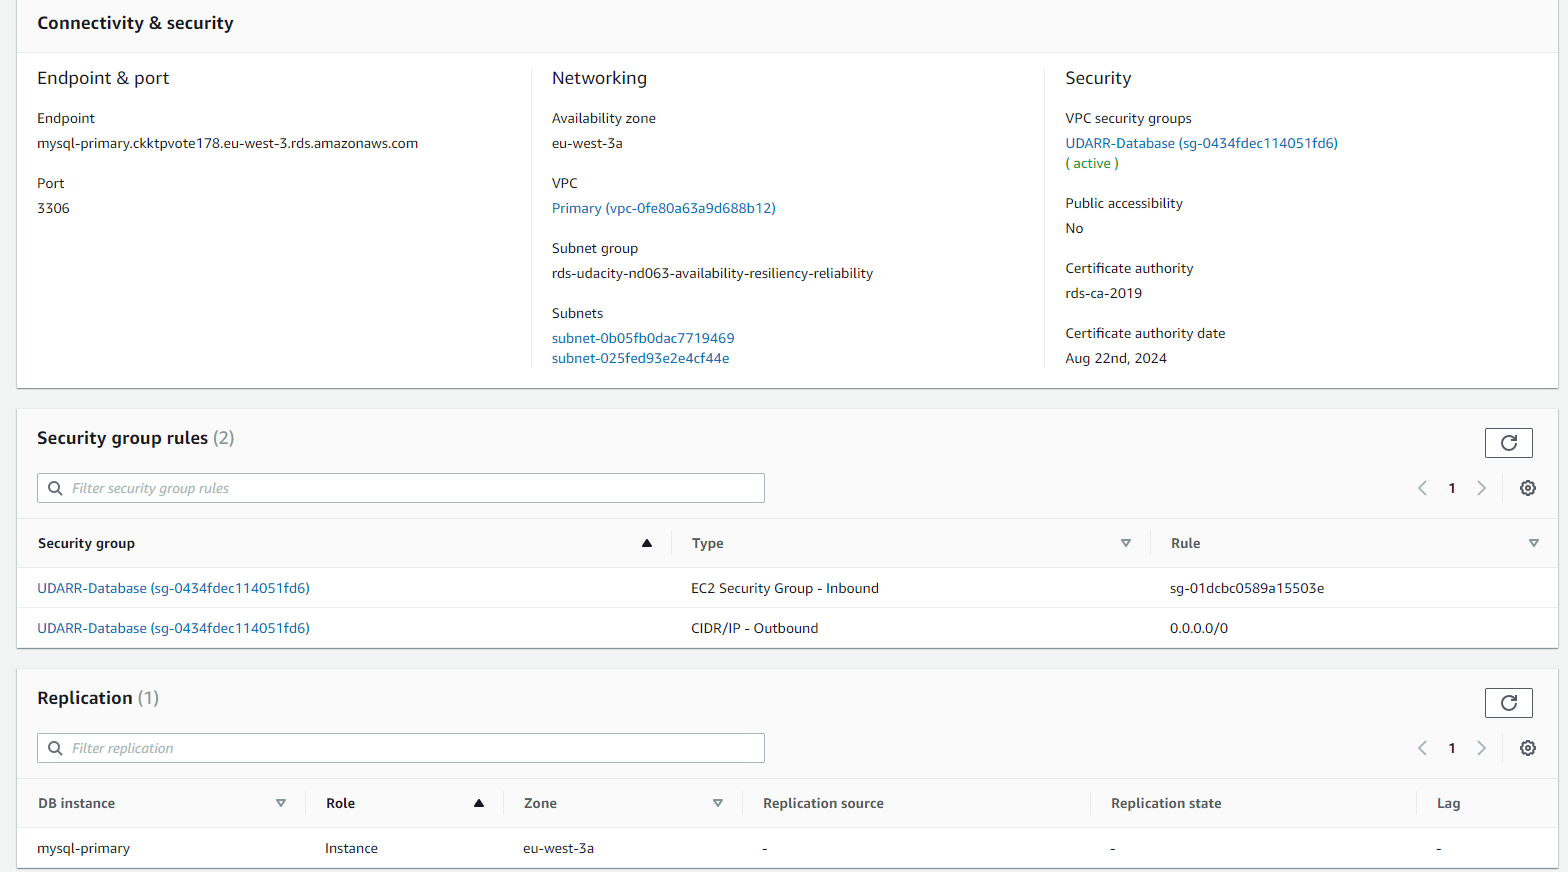 Connectivity & security
Endpoint & port
Endpoint
mysql-primary.ckktpvote178.eu-west-3.rds.amazonaws.com
Port
3306
Networking
Availability zone
eu-west-3a
VPC
Primary (vpc-0fe80a63a9d688b12)
Subnet group
rds-udacity-nd063-availability-resiliency-reliability
Subnets
subnet-0b05fb0dac7719469
subnet-025fed93e2e4cf44e
Security
VPC security groups
UDARR-Database (sg-0434fdec114051fd6)
( active )
Public accessibility
No
Certificate authority
rds-ca-2019
Certificate authority date
Aug 22nd, 2024
Security group rules (2)
Filter security group rules
1
Security group Type Rule
UDARR-Database (sg-0434fdec114051fd6) EC2 Security Group - Inbound sg-01dcbc0589a15503e
UDARR-Database (sg-0434fdec114051fd6) CIDR/IP - Outbound 0.0.0.0/0
Replication (1)
Filter replication
1
DB instance Role Zone Replication source Replication state Lag
mysql-primary Instance eu-west-3a - - -